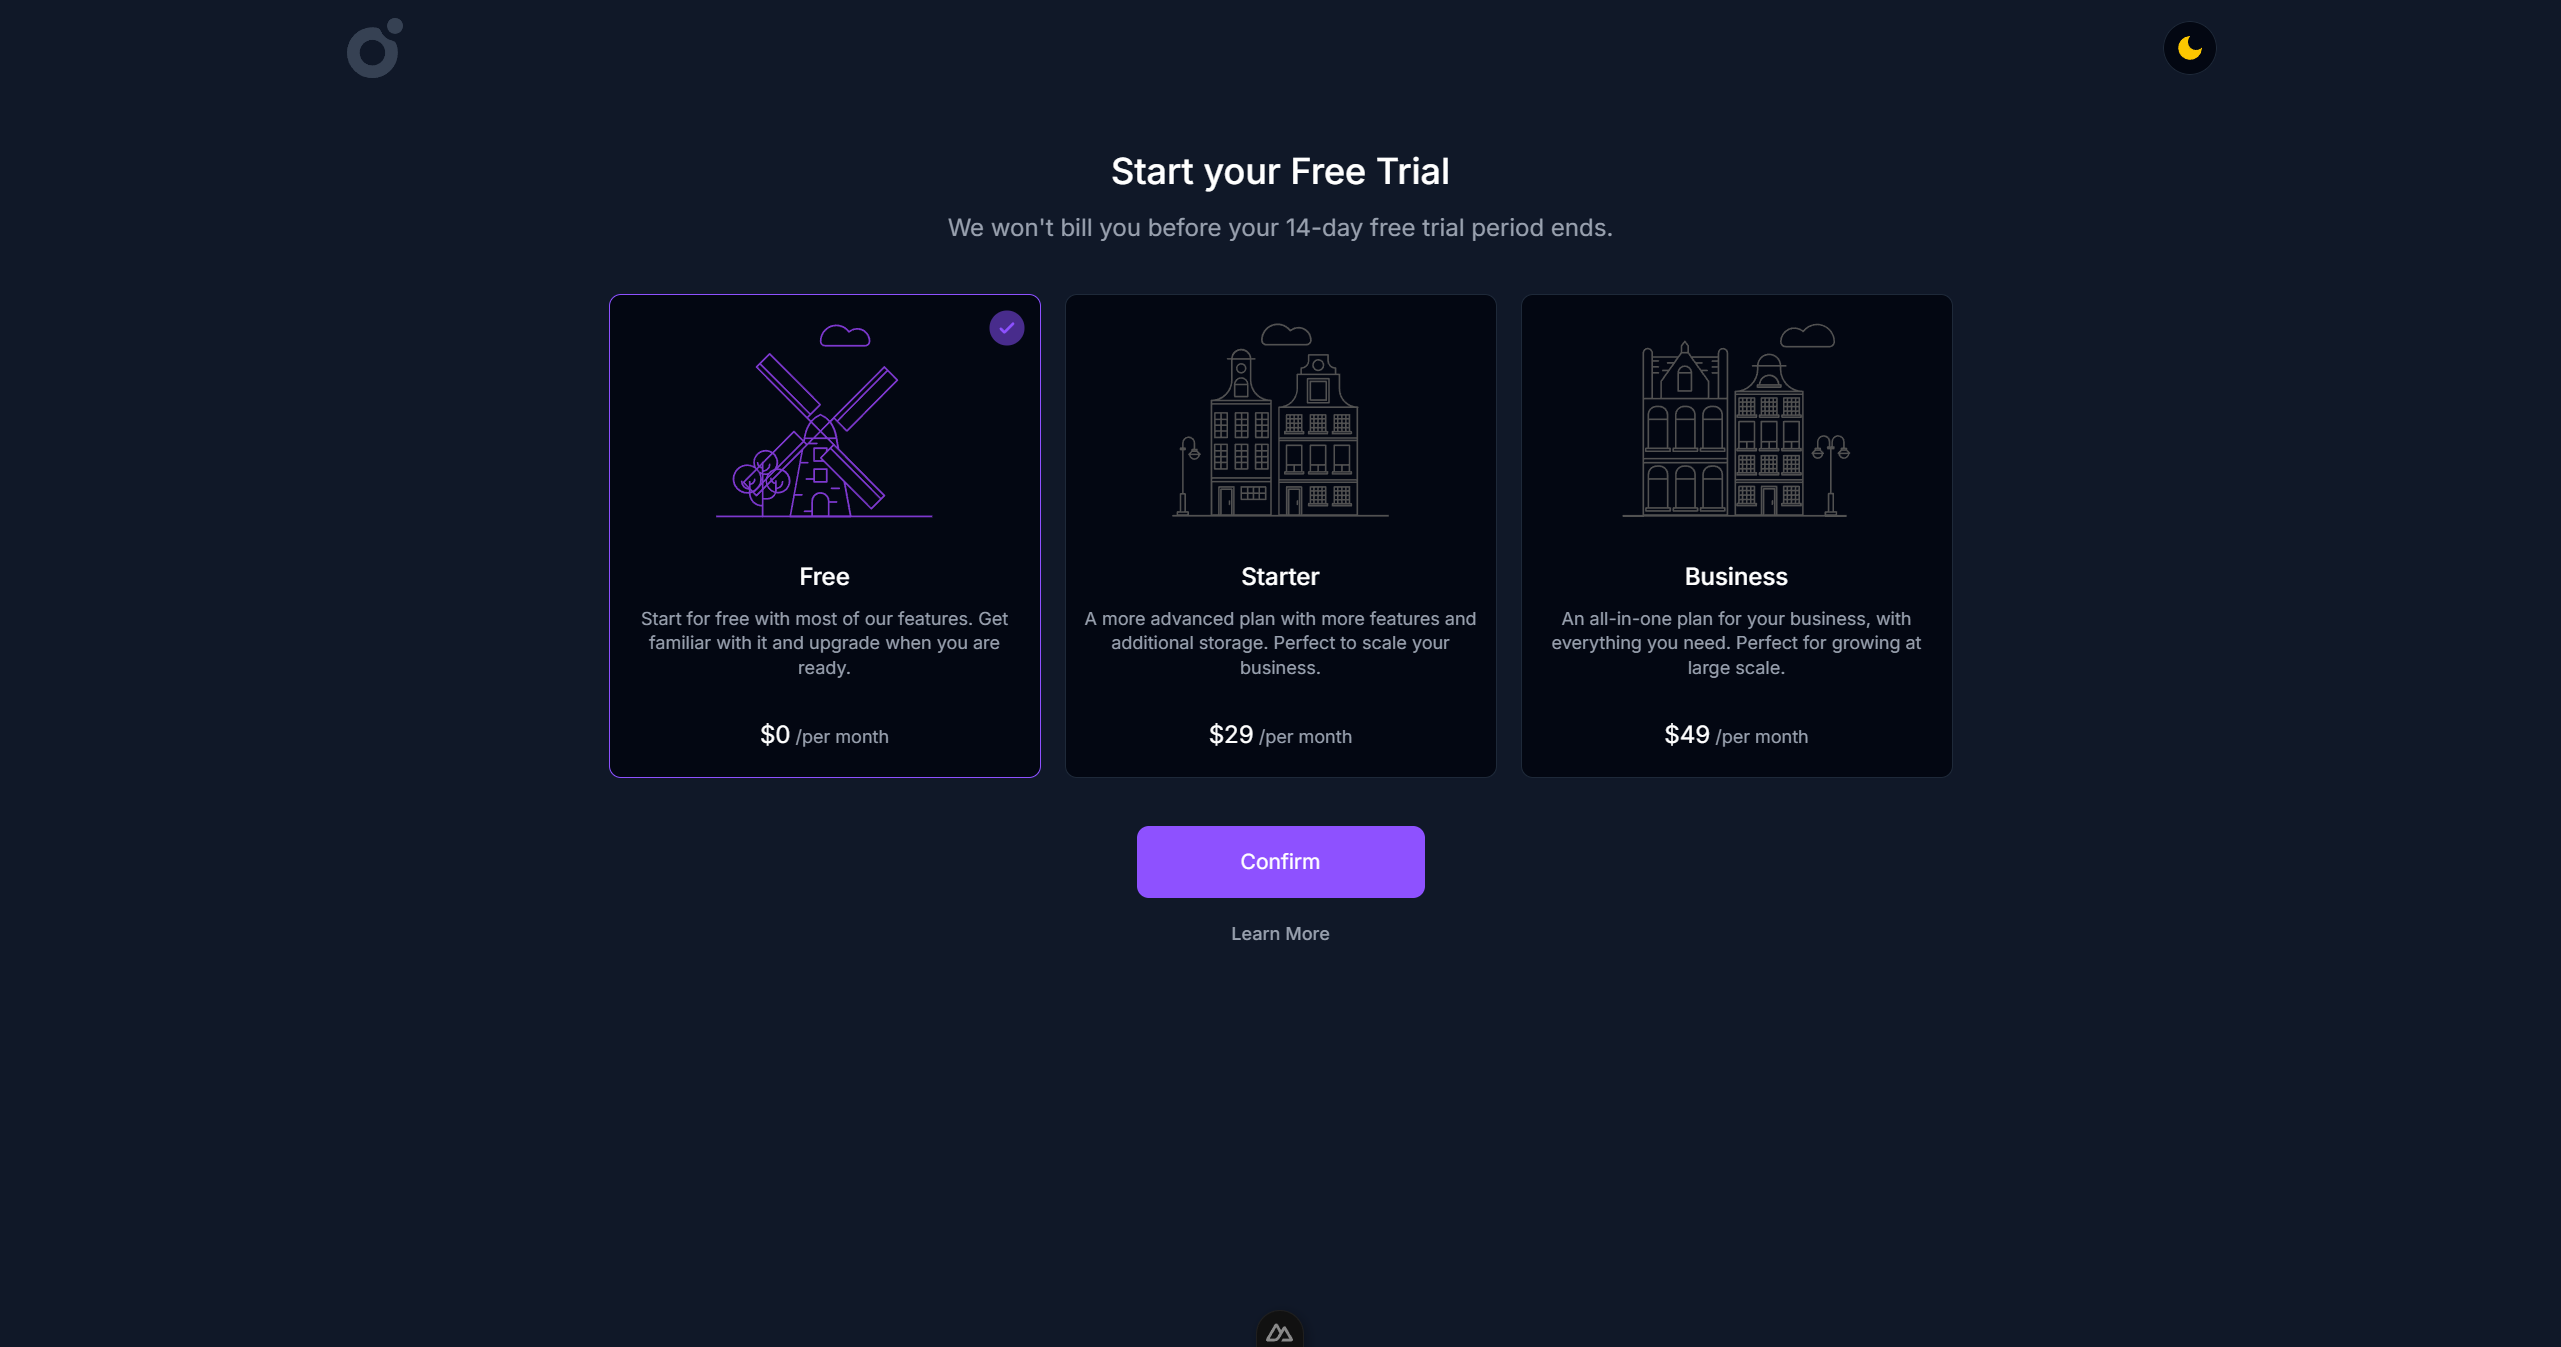 Start your Free Trial
We won't bill you before your 14-day free trial period ends.
Free
Start for free with most of our features. Get
familiar with it and upgrade when you are
ready.
$0 /per month
Starter
A more advanced plan with more features and
additional storage. Perfect to scale your
business.
$29 /per month
Business
An all-in-one plan for your business, with
everything you need. Perfect for growing at
large scale.
$49 /per month
Confirm
Learn More